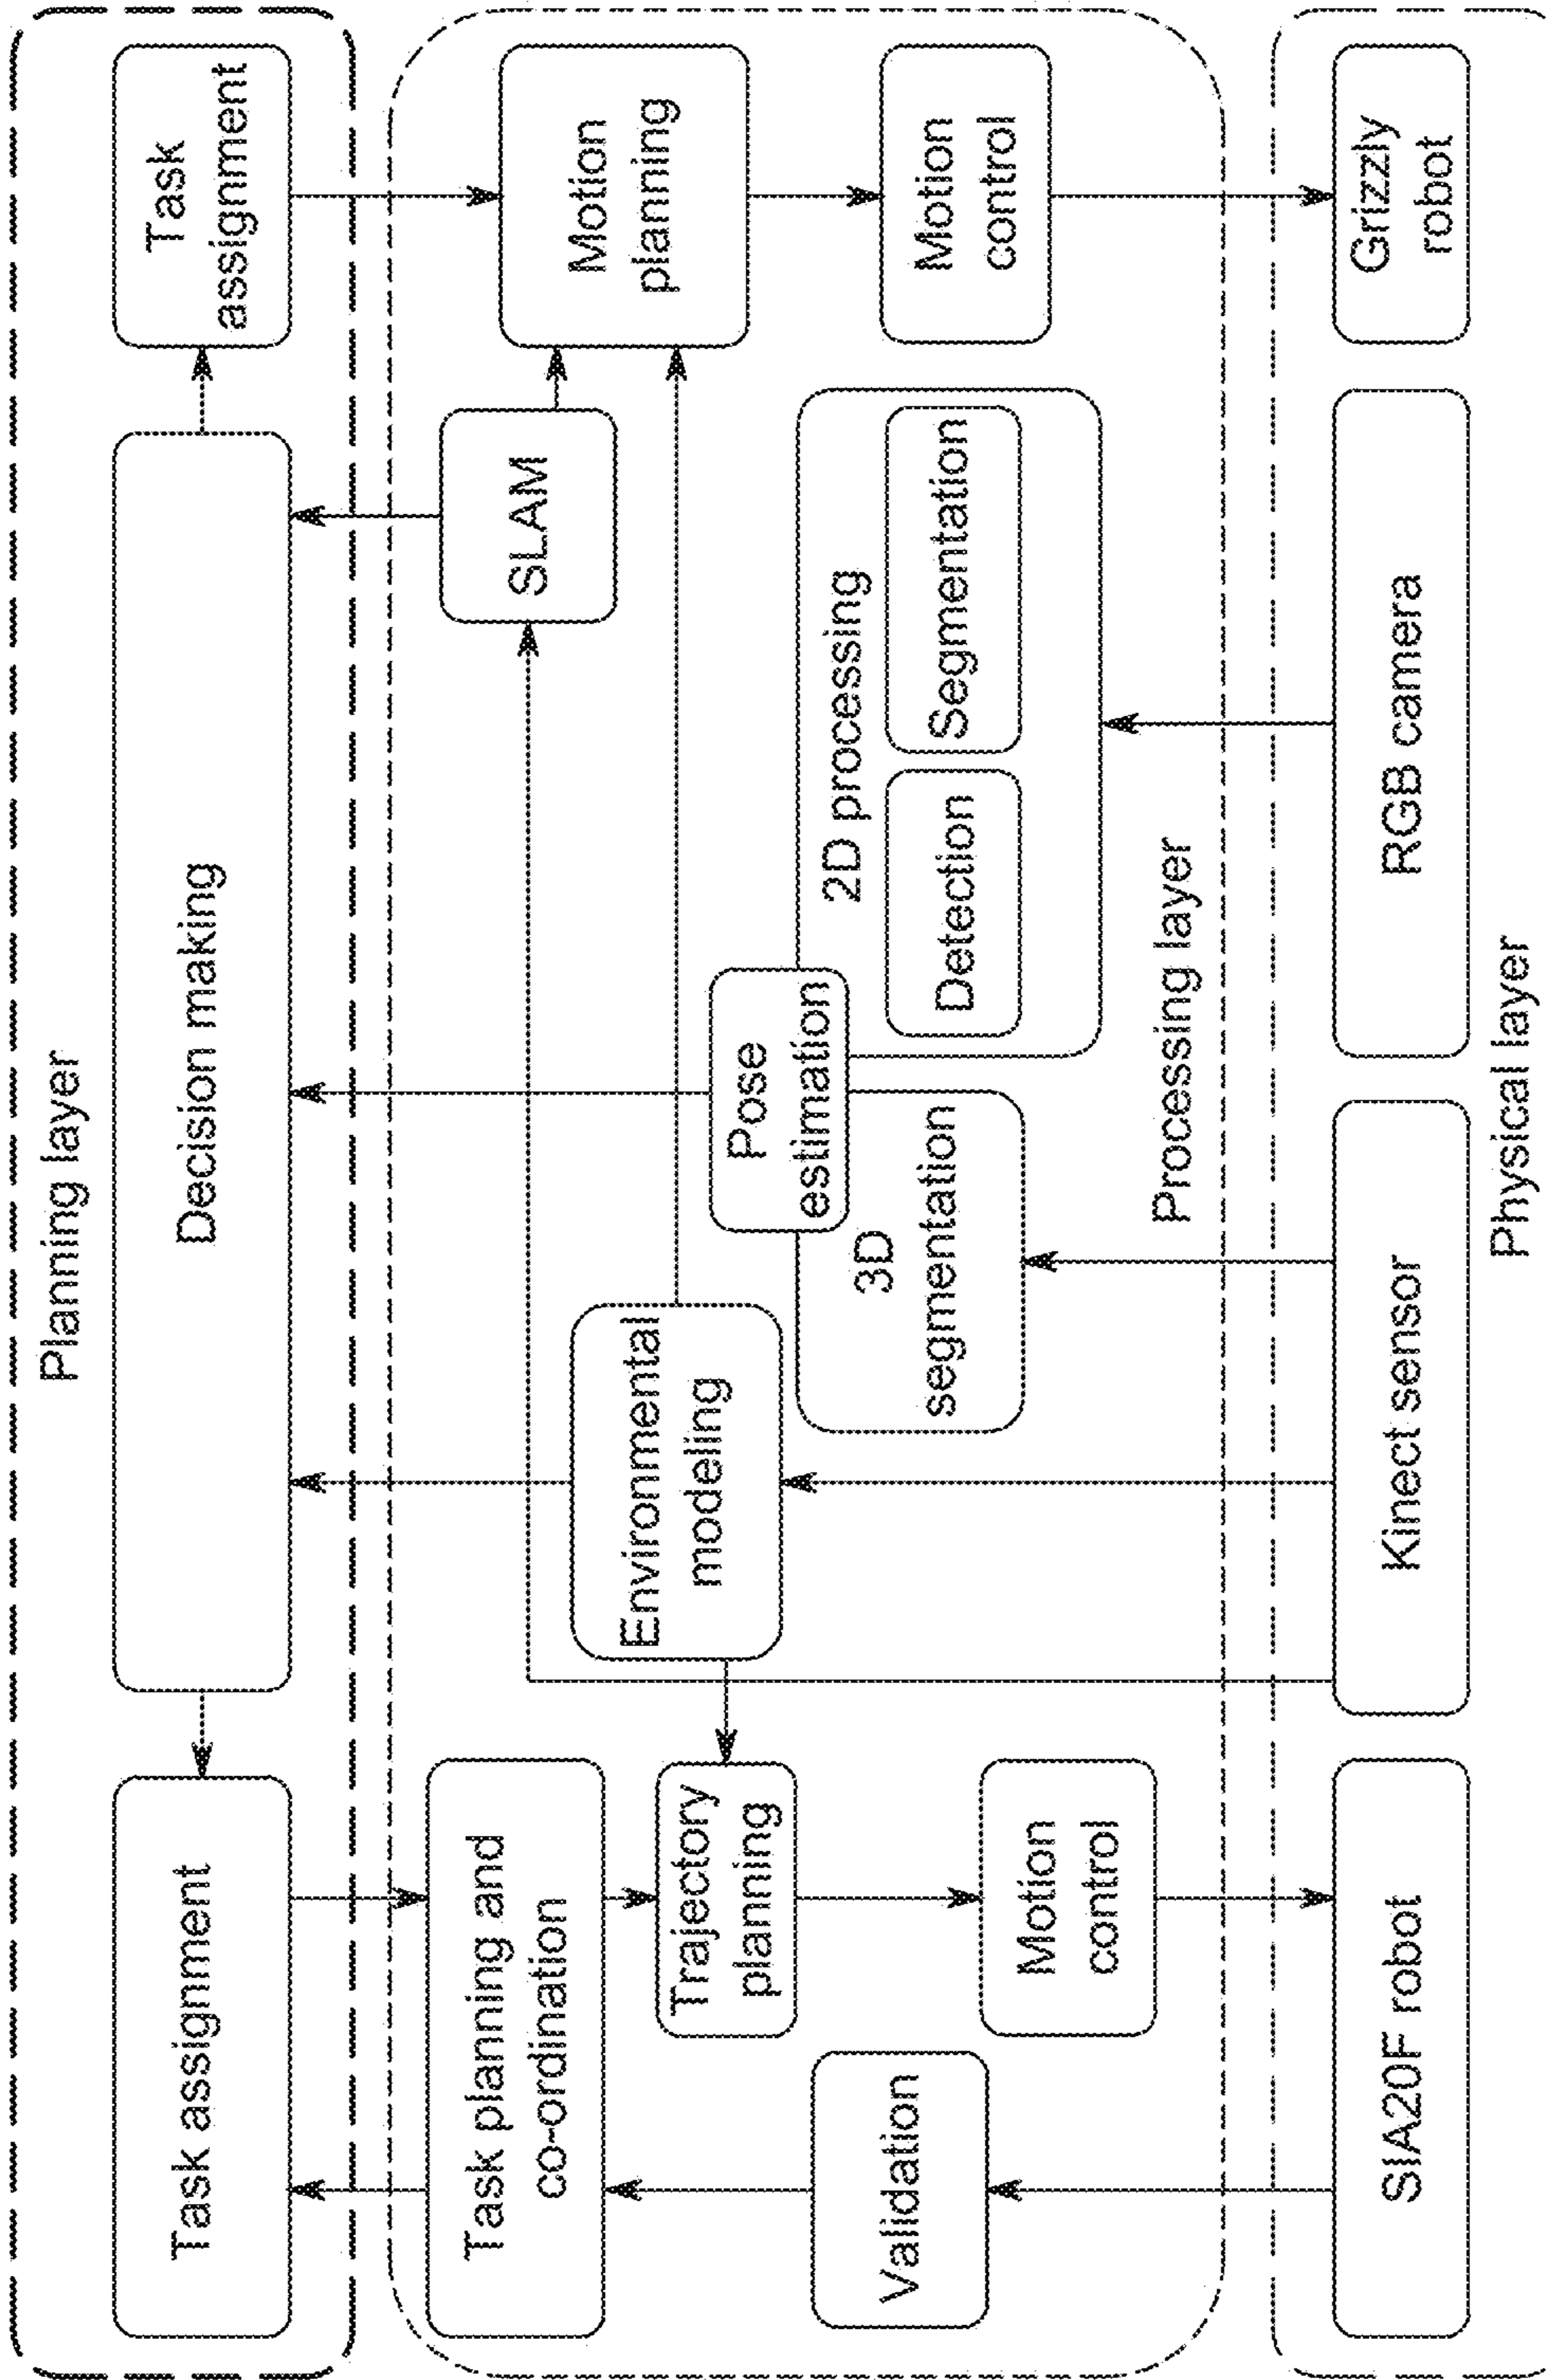 Planning layer
Task assignment
Decision making
Task
assignment
Task planning and
co-ordination
SLAM
Motion
planning
Environmental
modeling
Trajectory
planning
Pose
estimation
2D processing
Detection
Segmentation
3D
segmentation
Validation
Motion
control
Motion
control
Processing layer
SIA20F robot
Kinect sensor
RGB camera
Grizzly
robot
Physical layer